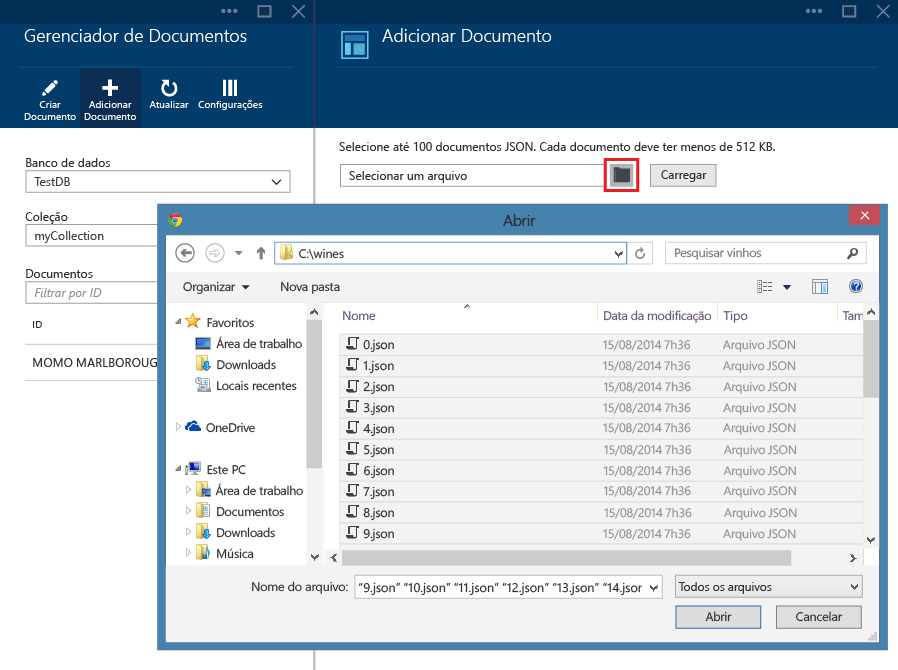 Gerenciador de Documentos
Criar Documento
Adicionar Documento
Atualizar
Configurações
Banco de dados
TestDB
Coleção
myCollection
Documentos
Filtrar por ID
ID
MOMO MARLBOROUG
Adicionar Documento
Selecione até 100 documentos JSON. Cada documento deve ter menos de 512 KB.
Selecionar um arquivo
Carregar
Abrir
C:\wines
Pesquisar vinhos
Organizar
Nova pasta
Favoritos
Área de trabalho
Downloads
Locais recentes
OneDrive
Este PC
Área de trabalho
Documentos
Downloads
Música
Nome Data da modificação Tipo Tam
0.json 15/08/2014 7h36 Arquivo JSON
1.json 15/08/2014 7h36 Arquivo JSON
2.json 15/08/2014 7h36 Arquivo JSON
3.json 15/08/2014 7h36 Arquivo JSON
4.json 15/08/2014 7h36 Arquivo JSON
5.json 15/08/2014 7h36 Arquivo JSON
6.json 15/08/2014 7h36 Arquivo JSON
7.json 15/08/2014 7h36 Arquivo JSON
8.json 15/08/2014 7h36 Arquivo JSON
9.json 15/08/2014 7h36 Arquivo JSON
Nome do arquivo: "9.json" "10.json" "11.json" "12.json" "13.json" "14.jsor
Todos os arquivos
Abrir
Cancelar